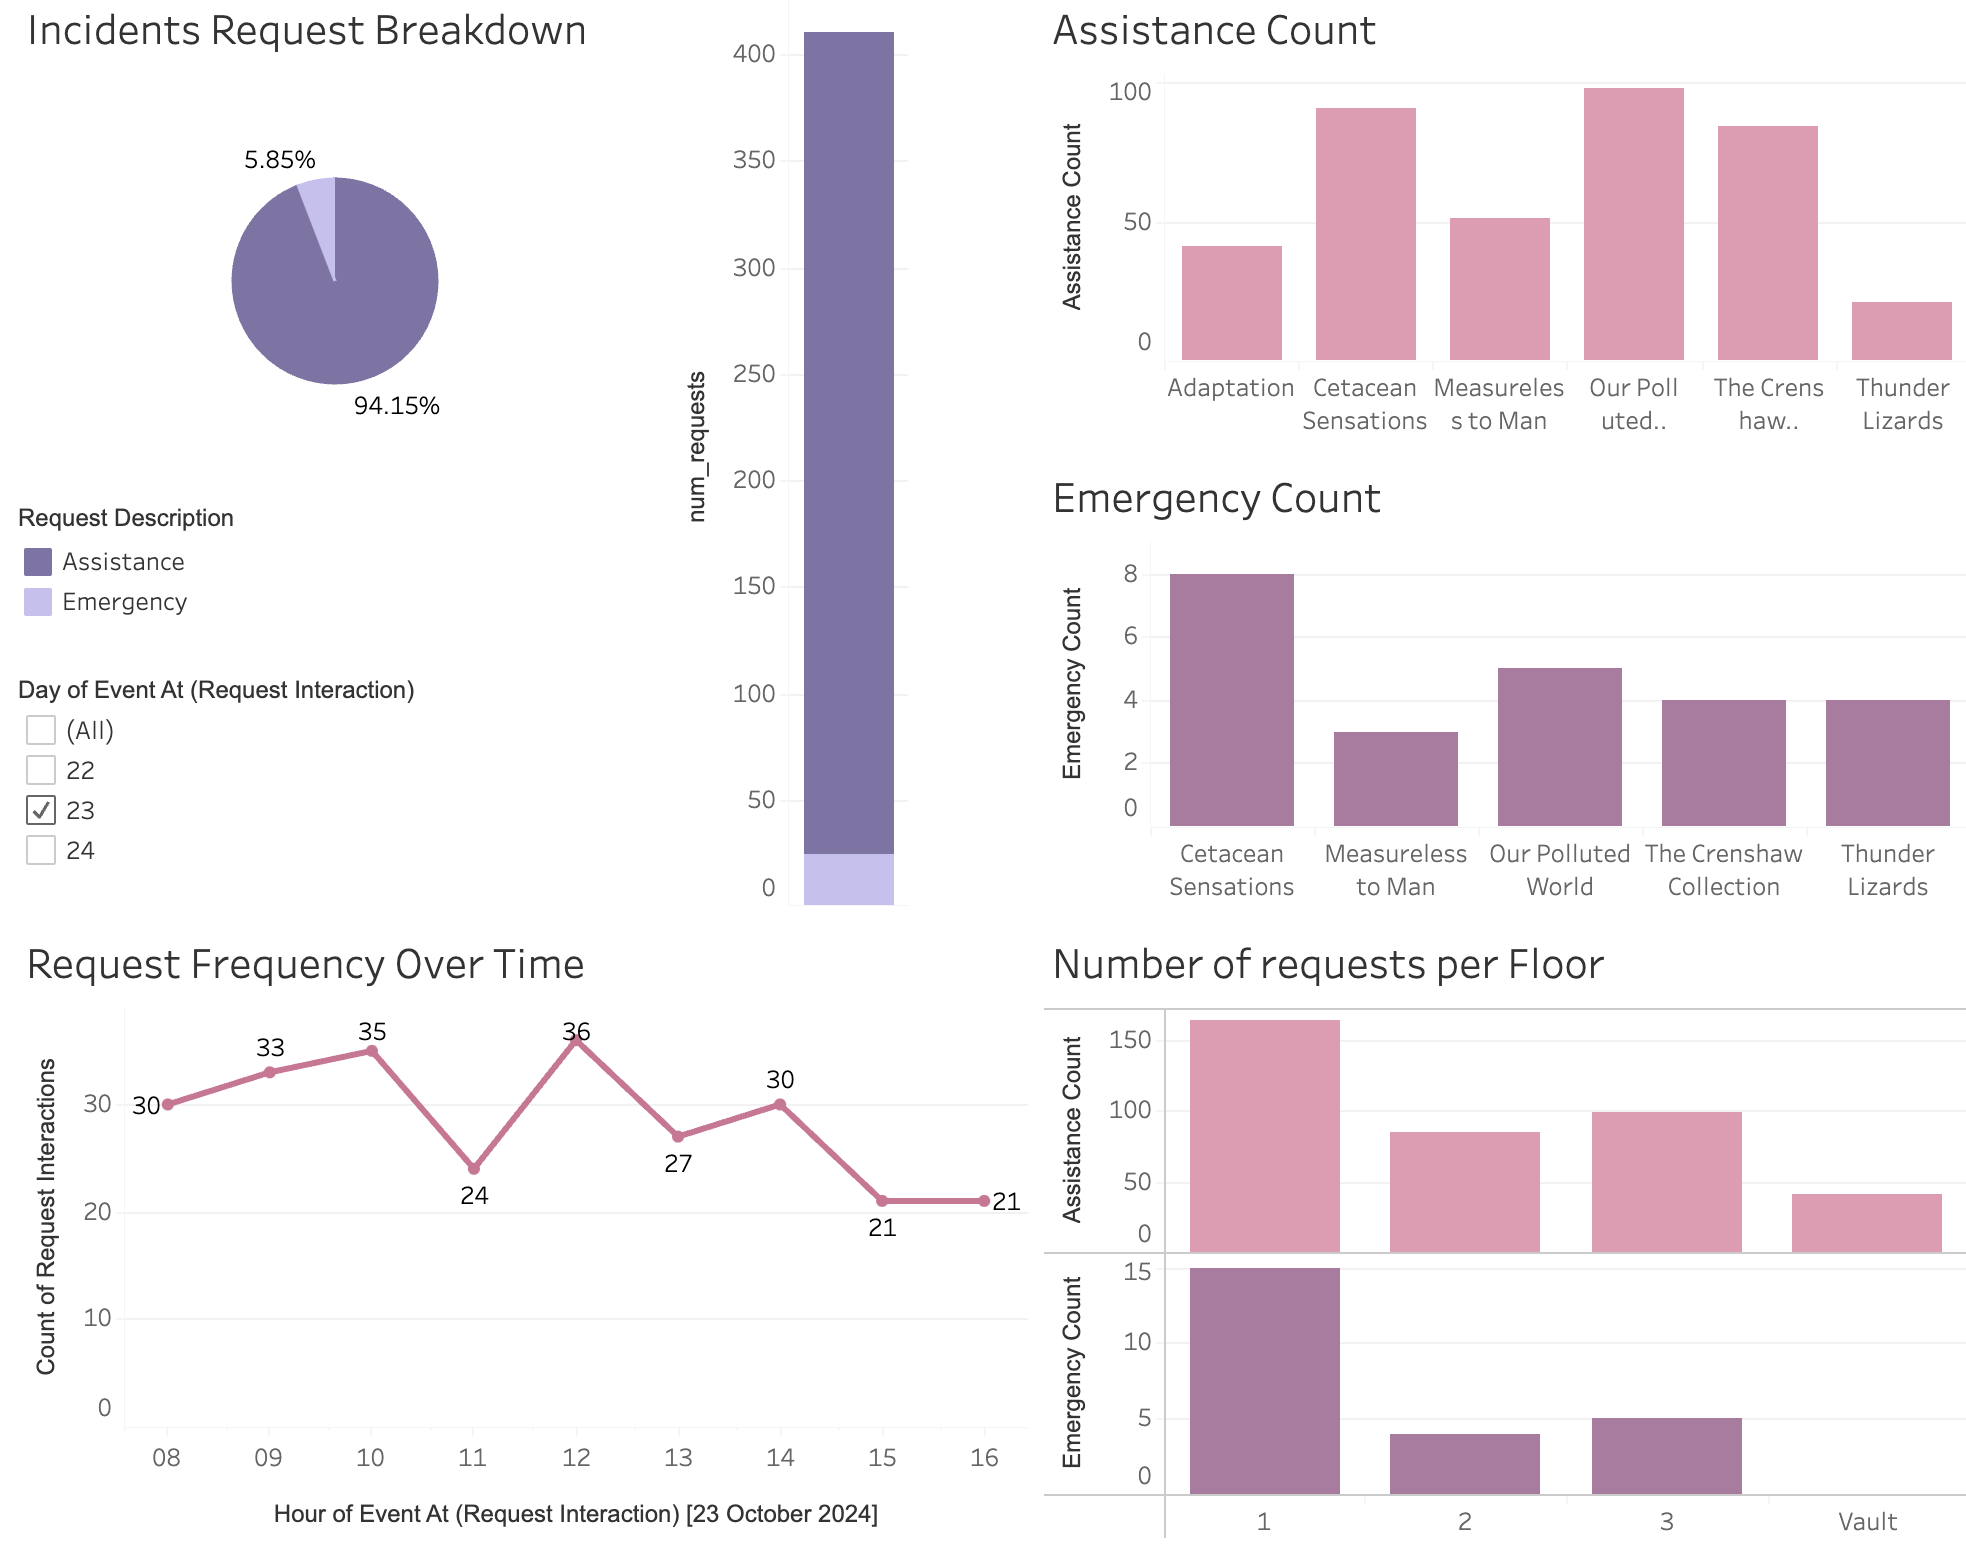 Incidents Request Breakdown
5.85%
94.15%
Request Description
Assistance
Emergency
Day of Event At (Request Interaction)
(All)
22
23
24
num_requests
400
350
300
250
200
150
100
50
0
Assistance Count
Assistance Count
100
50
0
Adaptation
Cetacean
Sensations
Measureles
s to Man
Our Poll
uted..
The Crens
haw..
Thunder
Lizards
Emergency Count
Emergency Count
8
6
4
2
0
Cetacean
Sensations
Measureless
to Man
Our Polluted
World
The Crenshaw
Collection
Thunder
Lizards
Request Frequency Over Time
Count of Request Interactions
30
20
10
0
30
33
35
24
36
27
30
21
21
08
09
10
11
12
13
14
15
16
Hour of Event At (Request Interaction) [23 October 2024]
Number of requests per Floor
Assistance Count
150
100
50
0
Emergency Count
15
10
5
0
1
2
3
Vault